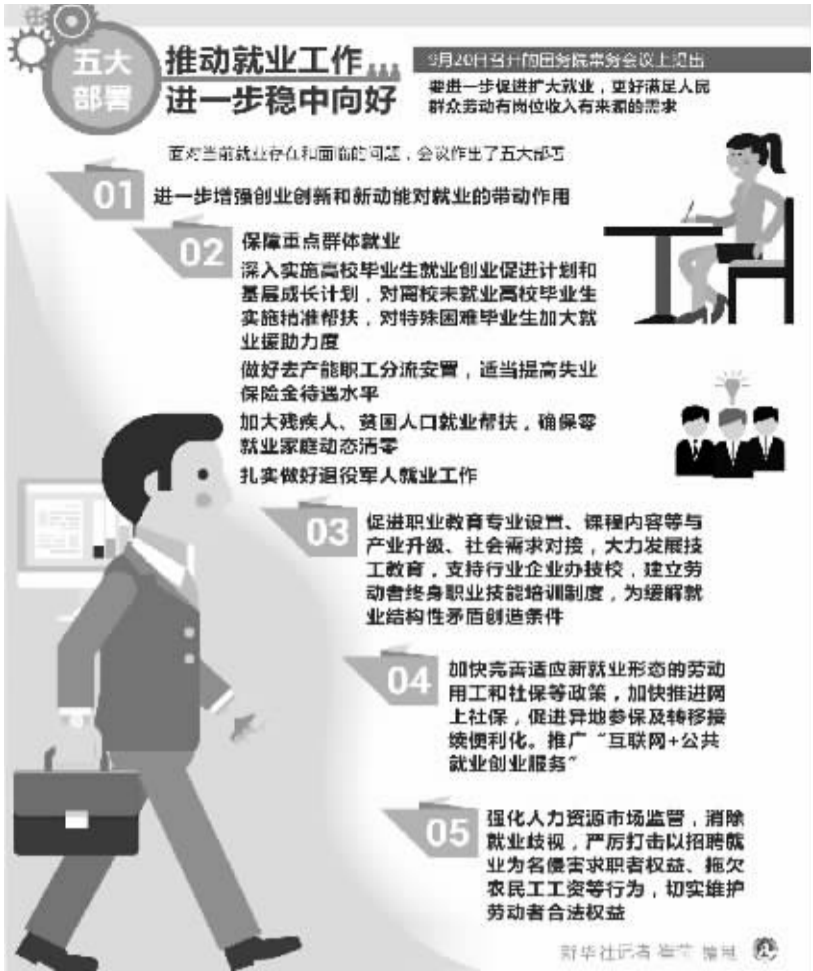 五大
部署
推动就业工作
进一步稳中向好
9月20日召开的国务院常务会议上提出
要进一步促进扩大就业，更好满足人民
群众劳动有岗位收入有来源的需求
面对当前就业存在和面临的问题，会议作出了五大部署
01
进一步增强创业创新和新动能对就业的带动作用
02
保障重点群体就业
深入实施高校毕业生就业创业促进计划和
基层成长计划，对离校未就业高校毕业生
实施精准帮扶，对特殊困难毕业生加大就
业援助力度
做好去产能职工分流安置，适当提高失业
保险金待遇水平
加大残疾人、贫困人口就业帮扶，确保零
就业家庭动态清零
扎实做好退役军人就业工作
03
促进职业教育专业设置、课程内容等与
产业升级、社会需求对接，大力发展技
工教育，支持行业企业办技校，建立劳
动者终身职业技能培训制度，为缓解就
业结构性矛盾创造条件
04
加快完善适应新就业形态的劳动
用工和社保等政策，加快推进网
上社保，促进异地参保及转移接
续便利化。推广“互联网+公共
就业创业服务”
05
强化人力资源市场监管，消除
就业歧视，严厉打击以招聘就
业为名侵害求职者权益、拖欠
农民工工资等行为，切实维护
劳动者合法权益
新华社记者 编制